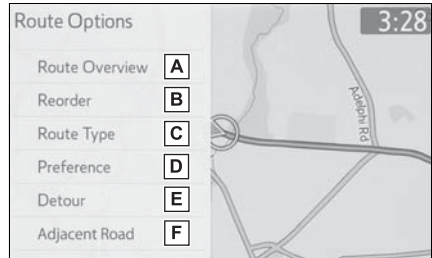 Route Options
3:28
Route Overview A
Reorder B
Route Type C
Preference D
Detour E
Adjacent Road F
Adelphi Rd